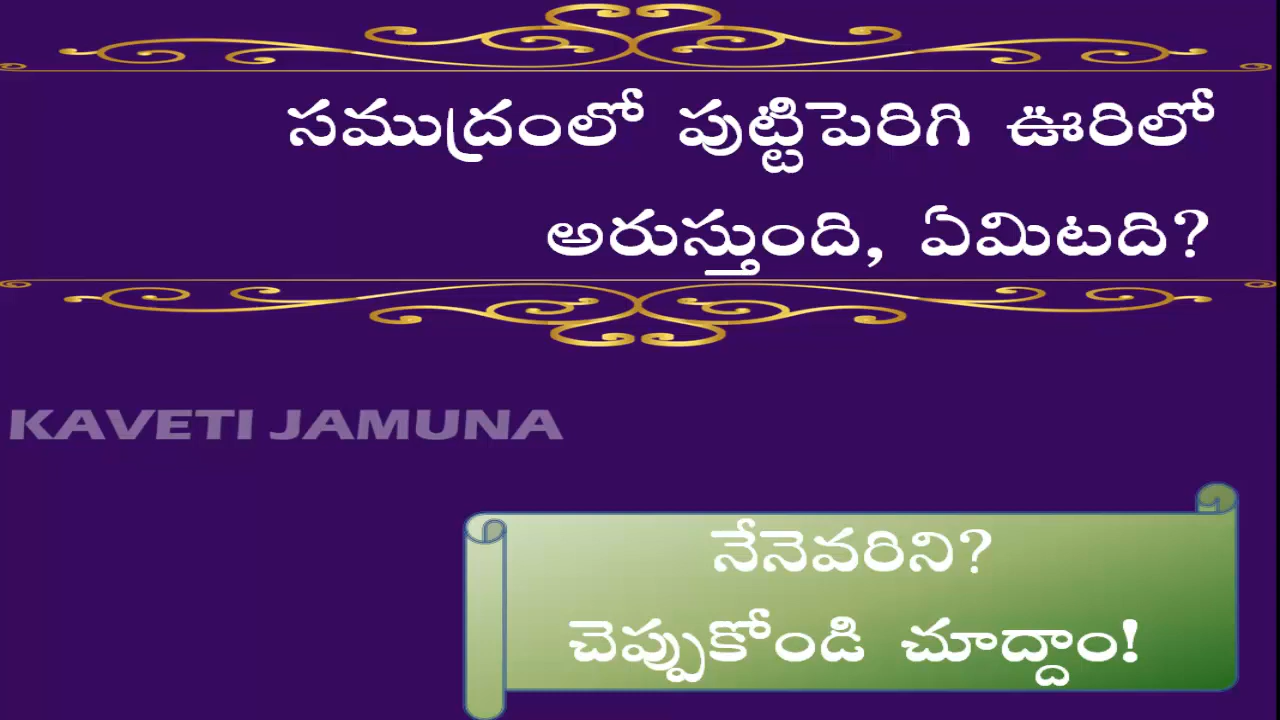 సముద్రంలో పుట్టిపెరిగి ఊరిలో
అరుస్తుంది, ఏమిటది?
KAVETI JAMUNA
నేనెవరిని?
చెప్పుకోండి చూద్దాం!